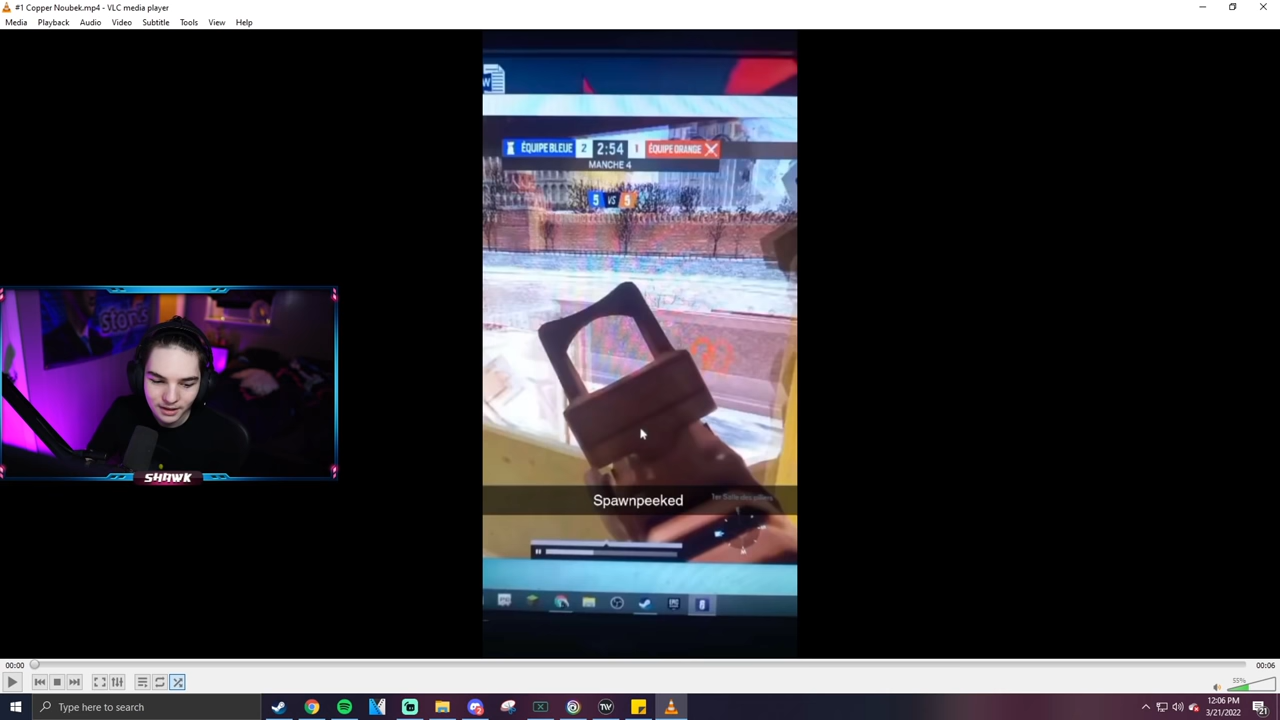 #1 Copper Noubek.mp4 - VLC media player
Media Playback Audio Video Subtitle Tools View Help
W
ÉQUIPE BLEUE 2 2:54 1 ÉQUIPE ORANGE
MANCHE 4
5 VS 5
SHAWK
Spawnpeeked
00:00
00:06
55%
Type here to search
12:06 PM
3/21/2022
21